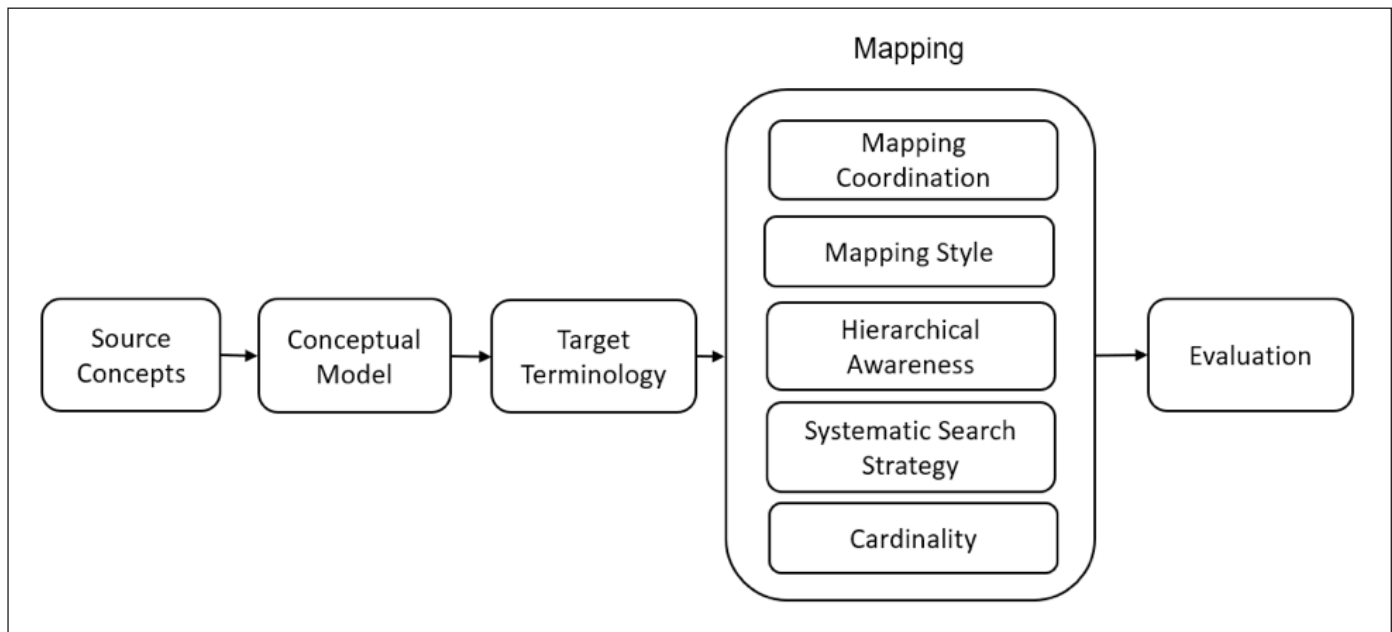 Mapping
Source
Concepts
Conceptual
Model
Target
Terminology
Mapping
Coordination
Mapping Style
Hierarchical
Awareness
Systematic Search
Strategy
Cardinality
Evaluation